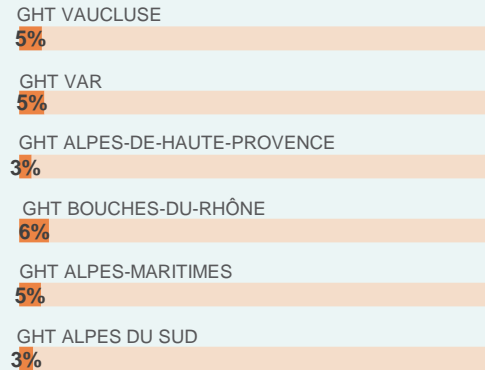 GHT VAUCLUSE
5%
GHT VAR
5%
GHT ALPES-DE-HAUTE-PROVENCE
3%
GHT BOUCHES-DU-RHÔNE
6%
GHT ALPES-MARITIMES
5%
GHT ALPES DU SUD
3%